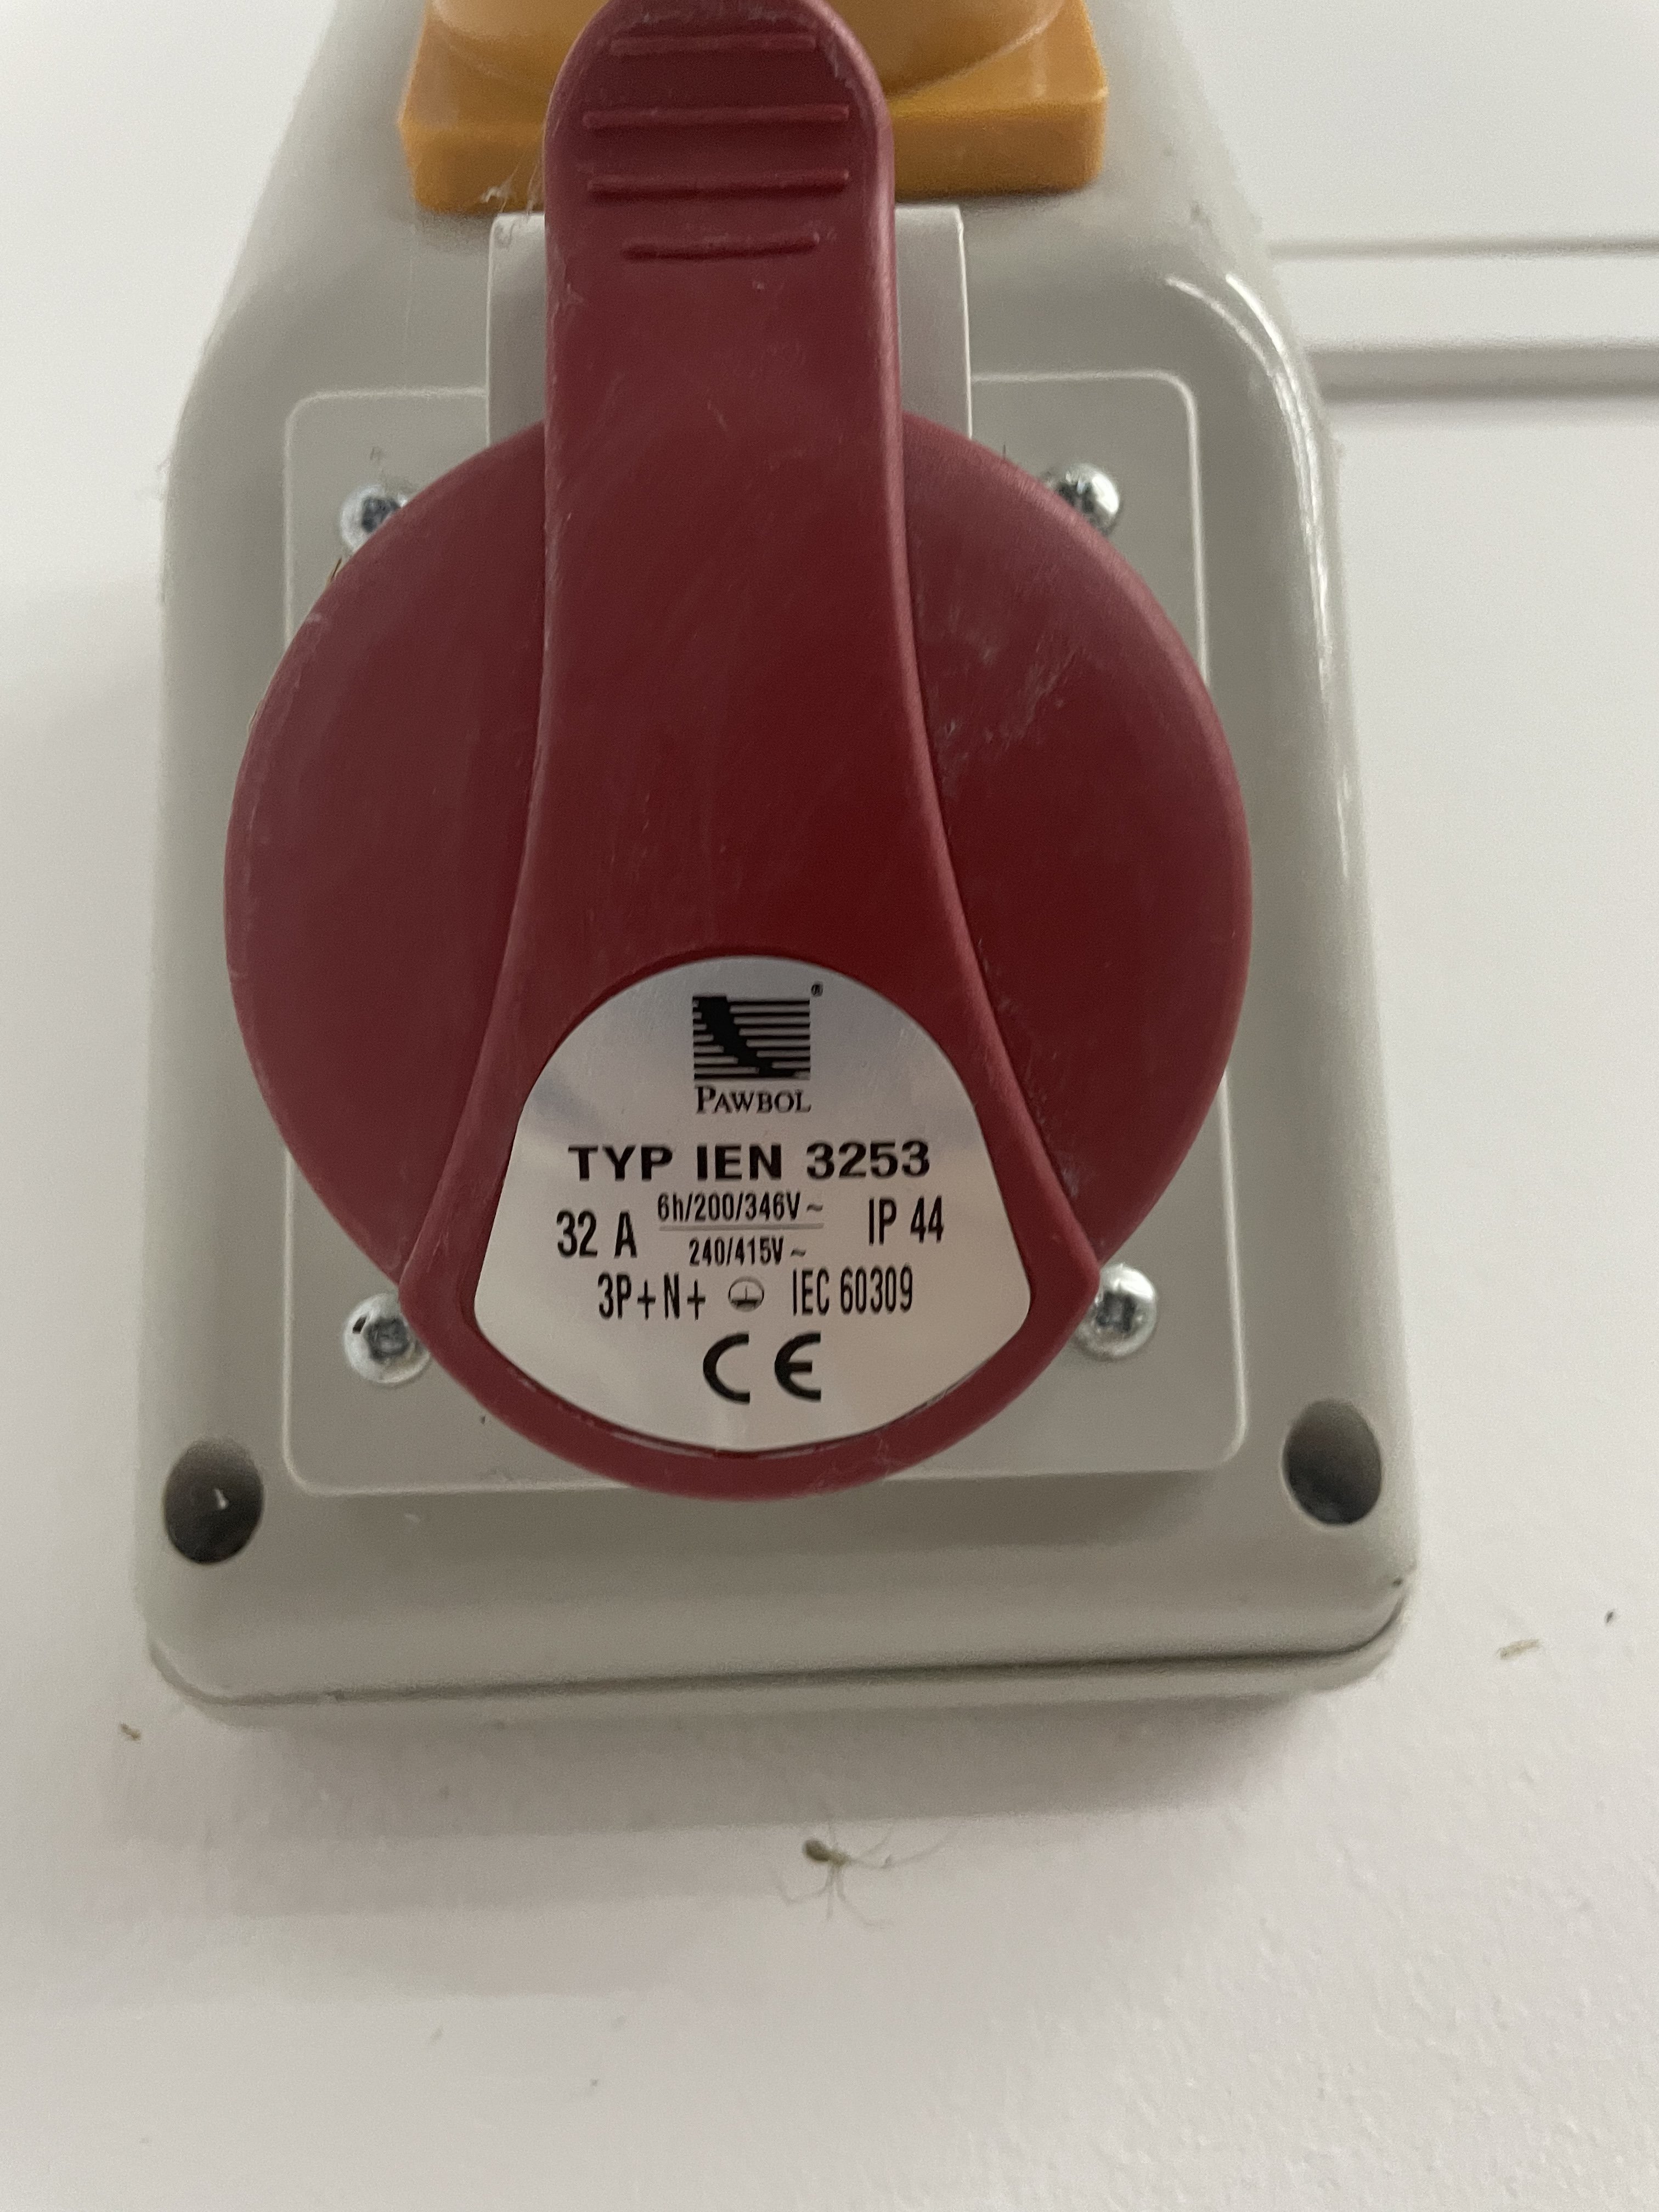 ®
PAWBOL
TYP IEN 3253
32 A 6h/200/346V~ IP 44
240/415V~
3P+N+ ⏚ IEC 60309
CE